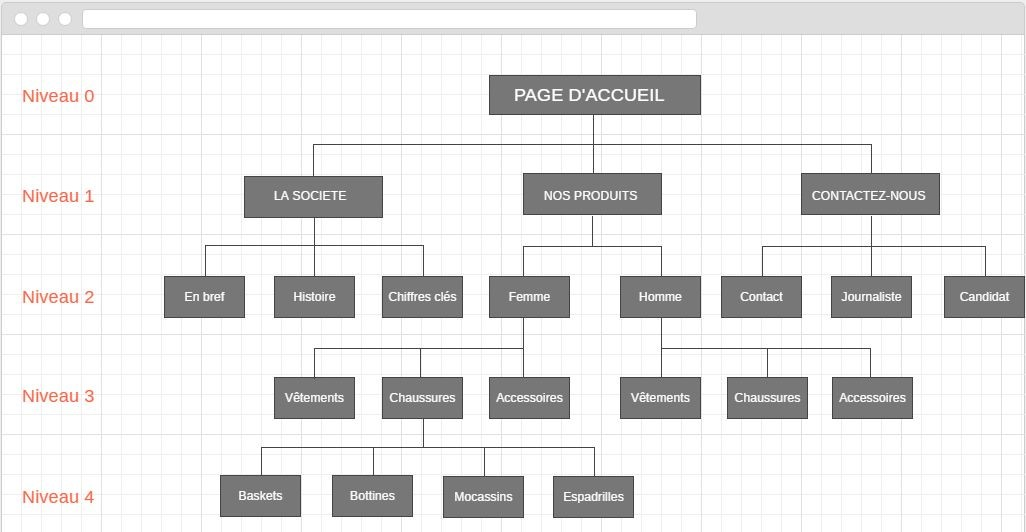 Niveau 0
PAGE D'ACCUEIL
Niveau 1
LA SOCIETE
NOS PRODUITS
CONTACTEZ-NOUS
Niveau 2
En bref
Histoire
Chiffres clés
Femme
Homme
Contact
Journaliste
Candidat
Niveau 3
Vêtements
Chaussures
Accessoires
Vêtements
Chaussures
Accessoires
Niveau 4
Baskets
Bottines
Mocassins
Espadrilles